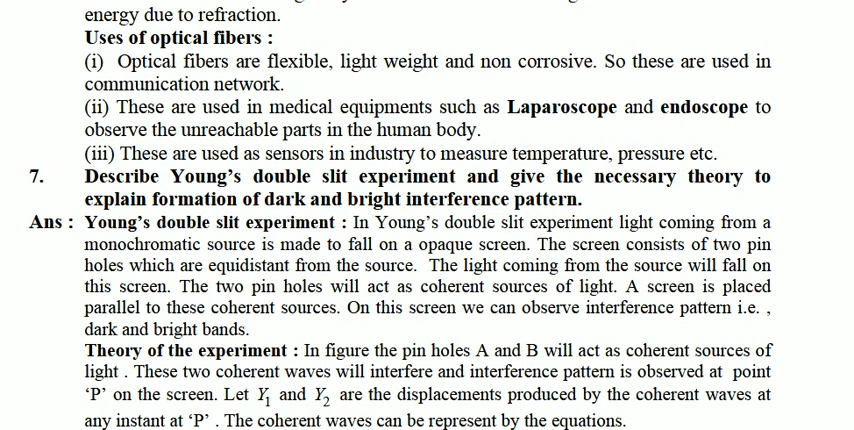 energy due to refraction.
Uses of optical fibers :
(i) Optical fibers are flexible, light weight and non corrosive. So these are used in
communication network.
(ii) These are used in medical equipments such as Laparoscope and endoscope to
observe the unreachable parts in the human body.
(iii) These are used as sensors in industry to measure temperature, pressure etc.
7. Describe Young's double slit experiment and give the necessary theory to
explain formation of dark and bright interference pattern.
Ans : Young's double slit experiment : In Young's double slit experiment light coming from a
monochromatic source is made to fall on a opaque screen. The screen consists of two pin
holes which are equidistant from the source. The light coming from the source will fall on
this screen. The two pin holes will act as coherent sources of light. A screen is placed
parallel to these coherent sources. On this screen we can observe interference pattern i.e. ,
dark and bright bands.
Theory of the experiment : In figure the pin holes A and B will act as coherent sources of
light . These two coherent waves will interfere and interference pattern is observed at point
'P' on the screen. Let Y₁ and Y₂ are the displacements produced by the coherent waves at
any instant at 'P' . The coherent waves can be represent by the equations.